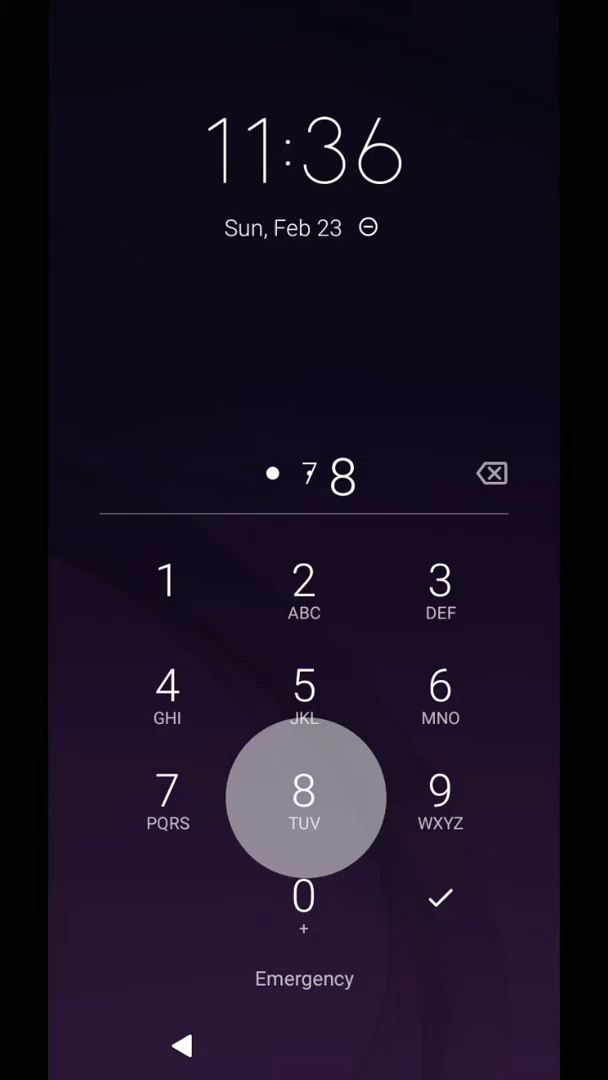 11:36
Sun, Feb 23
• 7 8
1
2
3
ABC
DEF
4
5
6
GHI
JKL
MNO
7
8
9
PQRS
TUV
WXYZ
0
+
Emergency